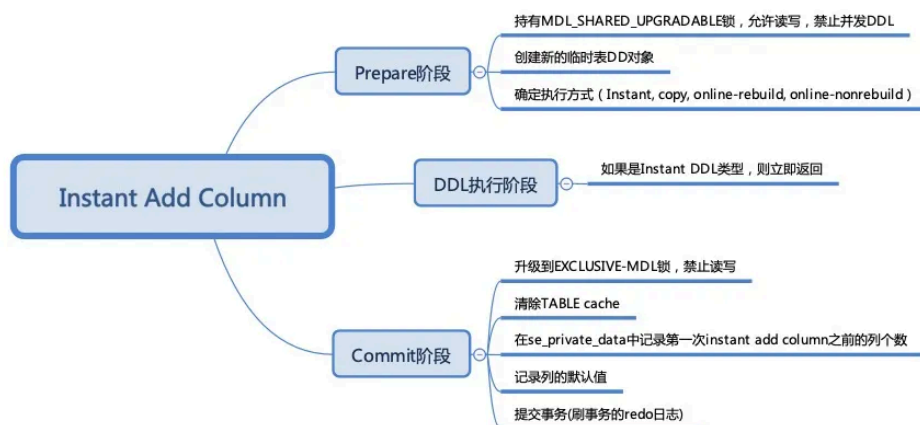 Instant Add Column
Prepare阶段
持有MDL_SHARED_UPGRADABLE锁，允许读写，禁止并发DDL
创建新的临时表DD对象
确定执行方式（Instant, copy, online-rebuild, online-nonrebuild）
DDL执行阶段
如果是Instant DDL类型，则立即返回
Commit阶段
升级到EXCLUSIVE-MDL锁，禁止读写
清除TABLE cache
在se_private_data中记录第一次instant add column之前的列个数
记录列的默认值
提交事务(刷事务的redo日志)